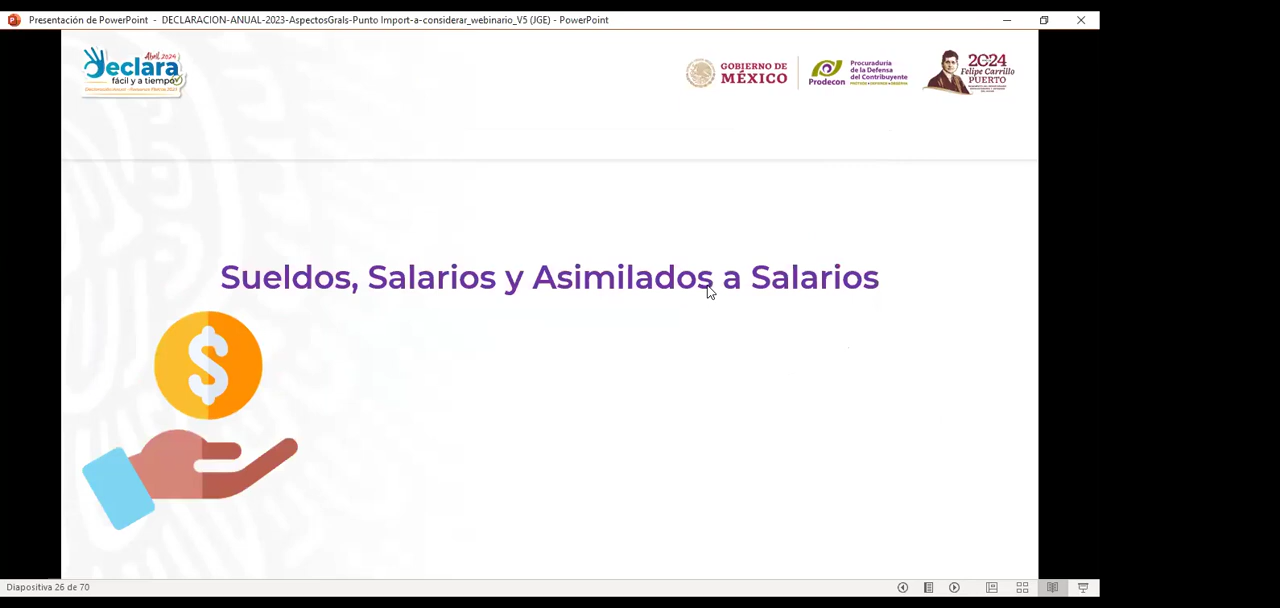 Presentación de PowerPoint - DECLARACION-ANUAL-2023-AspectosGrals-Punto Import-a-considerar_webinario_V5 (JGE) - PowerPoint
Abril 2024
Declara
fácil y a tiempo
GOBIERNO DE
MÉXICO
Prodecon
Procuraduría
de la Defensa
del Contribuyente
2024
Felipe Carrillo
PUERTO
Sueldos, Salarios y Asimilados a Salarios
Diapositiva 26 de 70